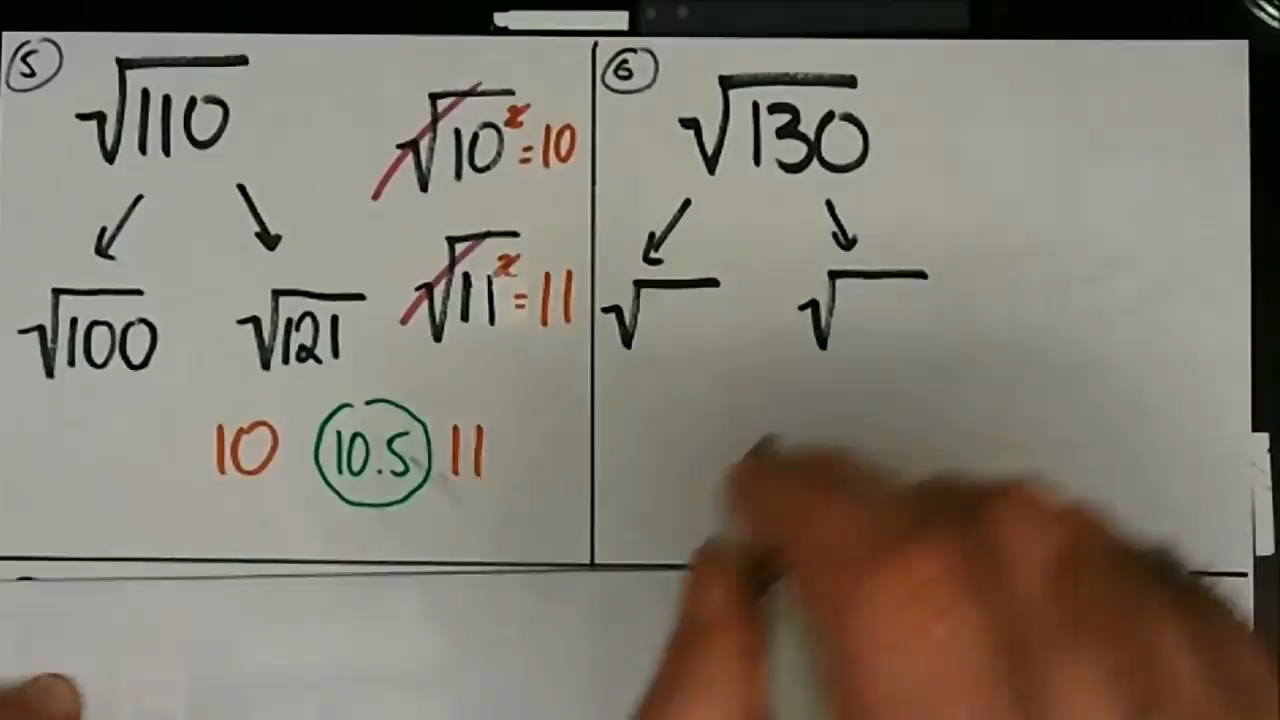 5
√110
√10² = 10
√100
√121
√11² = 11
10 10.5 11
6
√130
√
√